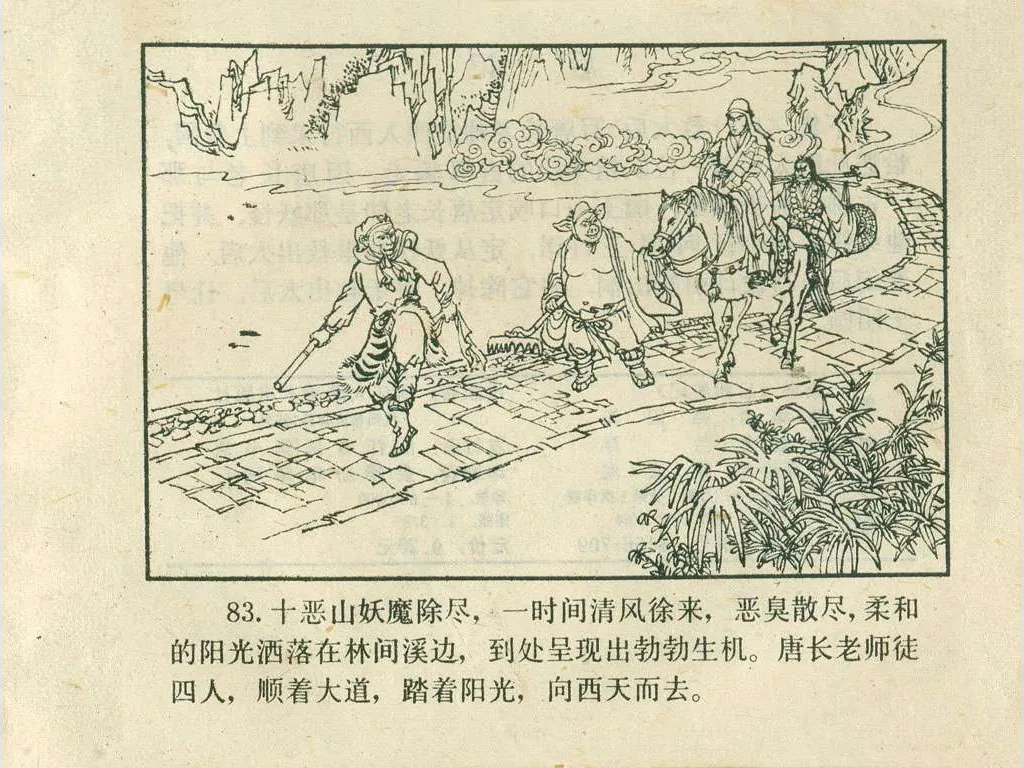 83. 十恶山妖魔除尽，一时间清风徐来，恶臭散尽，柔和
的阳光洒落在林间溪边，到处呈现出勃勃生机。唐长老师徒
四人，顺着大道，踏着阳光，向西天而去。